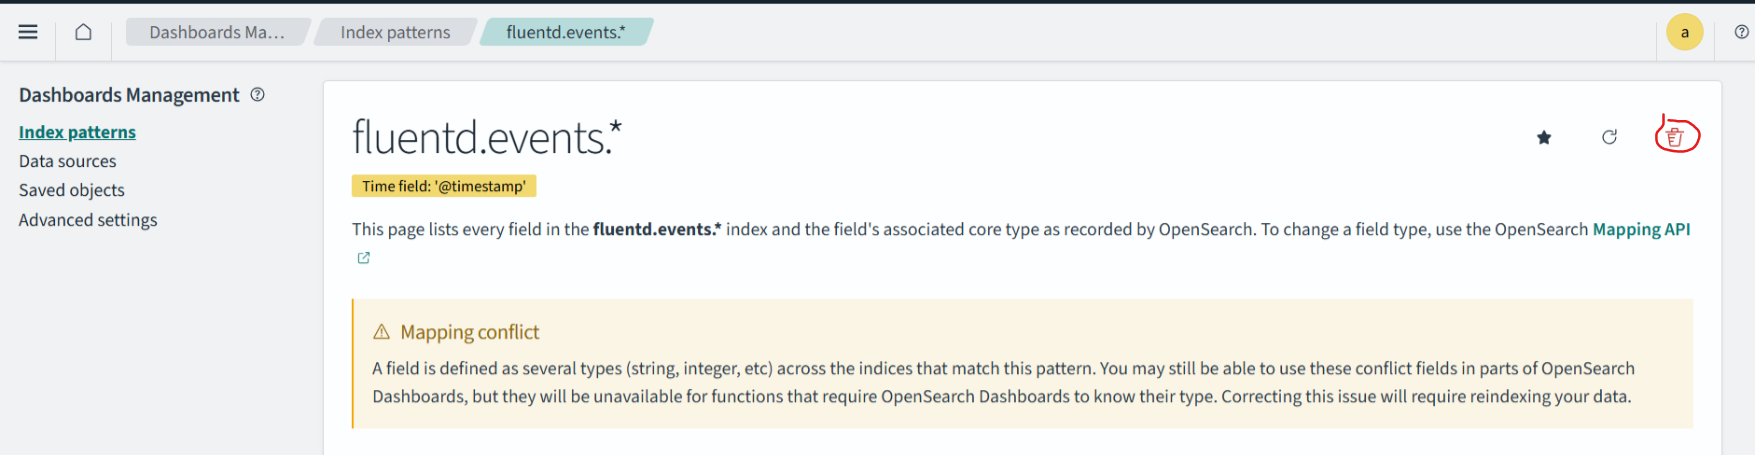 Dashboards Ma...
Index patterns
fluentd.events.*
a
Dashboards Management
Index patterns
Data sources
Saved objects
Advanced settings
fluentd.events.*
Time field: '@timestamp'
This page lists every field in the fluentd.events.* index and the field's associated core type as recorded by OpenSearch. To change a field type, use the OpenSearch Mapping API
Mapping conflict
A field is defined as several types (string, integer, etc) across the indices that match this pattern. You may still be able to use these conflict fields in parts of OpenSearch
Dashboards, but they will be unavailable for functions that require OpenSearch Dashboards to know their type. Correcting this issue will require reindexing your data.